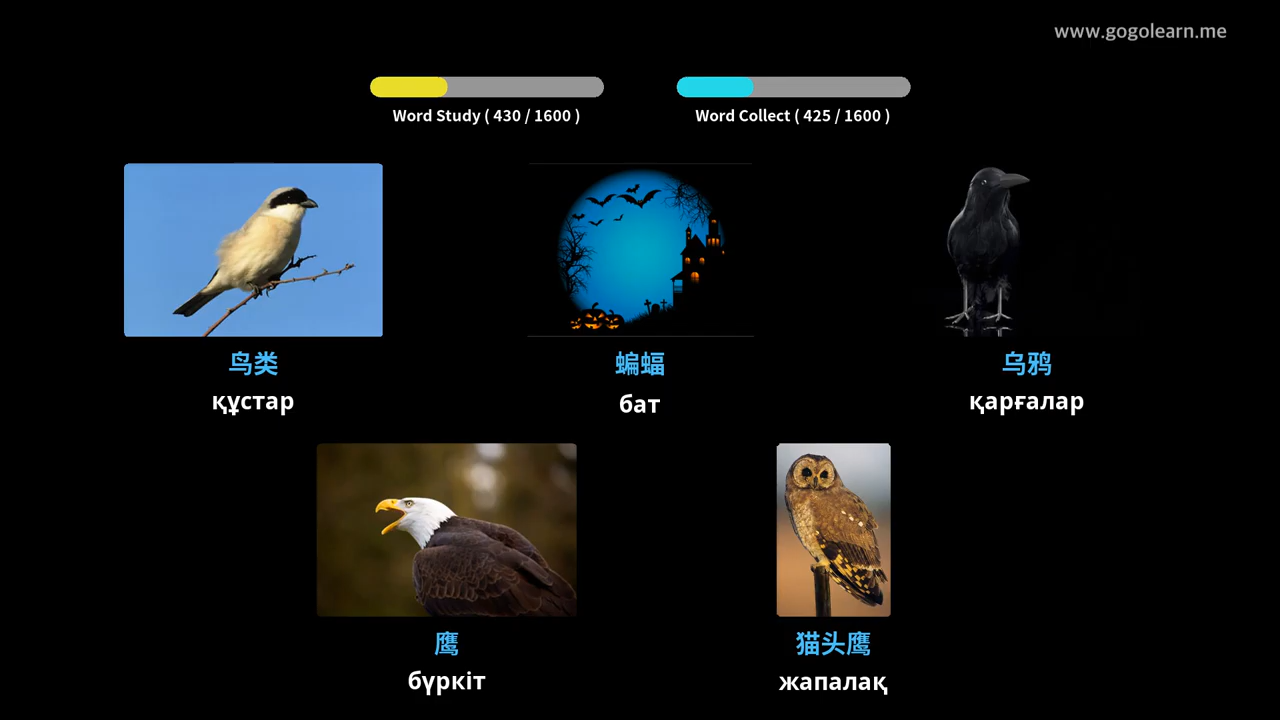 www.gogolearn.me
Word Study ( 430 / 1600 )
Word Collect ( 425 / 1600 )
鸟类
құстар
蝙蝠
бат
乌鸦
қарғалар
鹰
бүркіт
猫头鹰
жапалақ